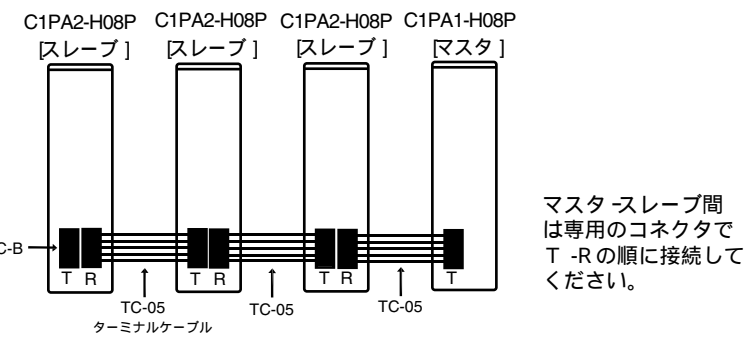 C1PA2-H08P C1PA2-H08P C1PA2-H08P C1PA1-H08P
[スレーブ] [スレーブ] [スレーブ] [マスタ]
C-B
T R T R T R T
TC-05 TC-05 TC-05
ターミナルケーブル
マスタ-スレーブ間
は専用のコネクタで
T -Rの順に接続して
ください。